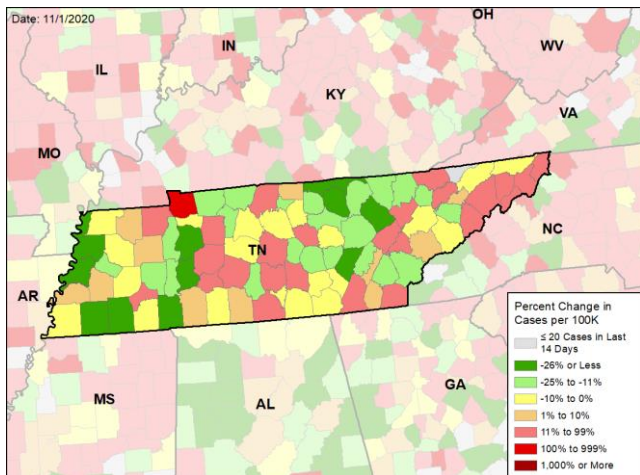 Date: 11/1/2020
OH
IN
WV
IL
KY
VA
MO
TN
NC
AR
MS
AL
GA
Percent Change in
Cases per 100K
≤ 20 Cases in Last
14 Days
-26% or Less
-25% to -11%
-10% to 0%
1% to 10%
11% to 99%
100% to 999%
1,000% or More